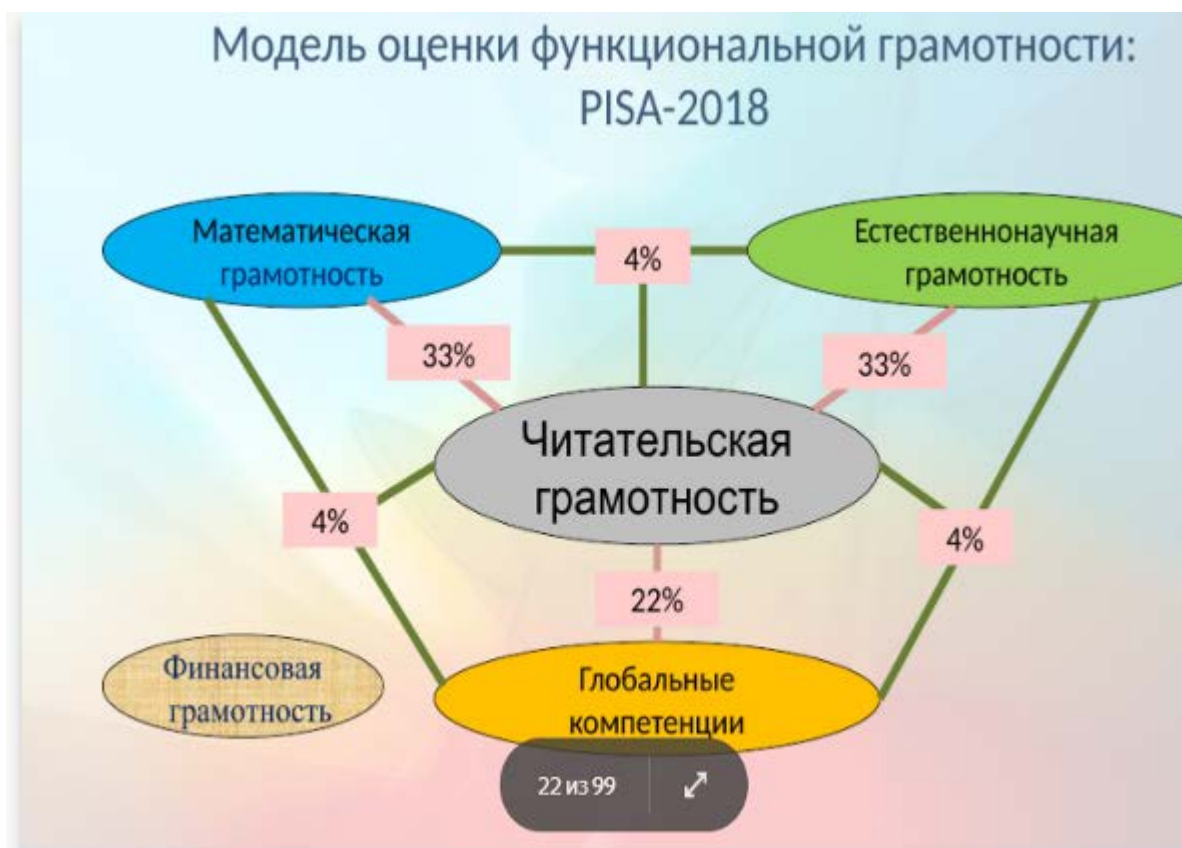 Модель оценки функциональной грамотности:
PISA-2018
Математическая
грамотность
Естественнонаучная
грамотность
4%
33%
33%
Читательская
грамотность
4%
4%
22%
Финансовая
грамотность
Глобальные
компетенции
22 из 99